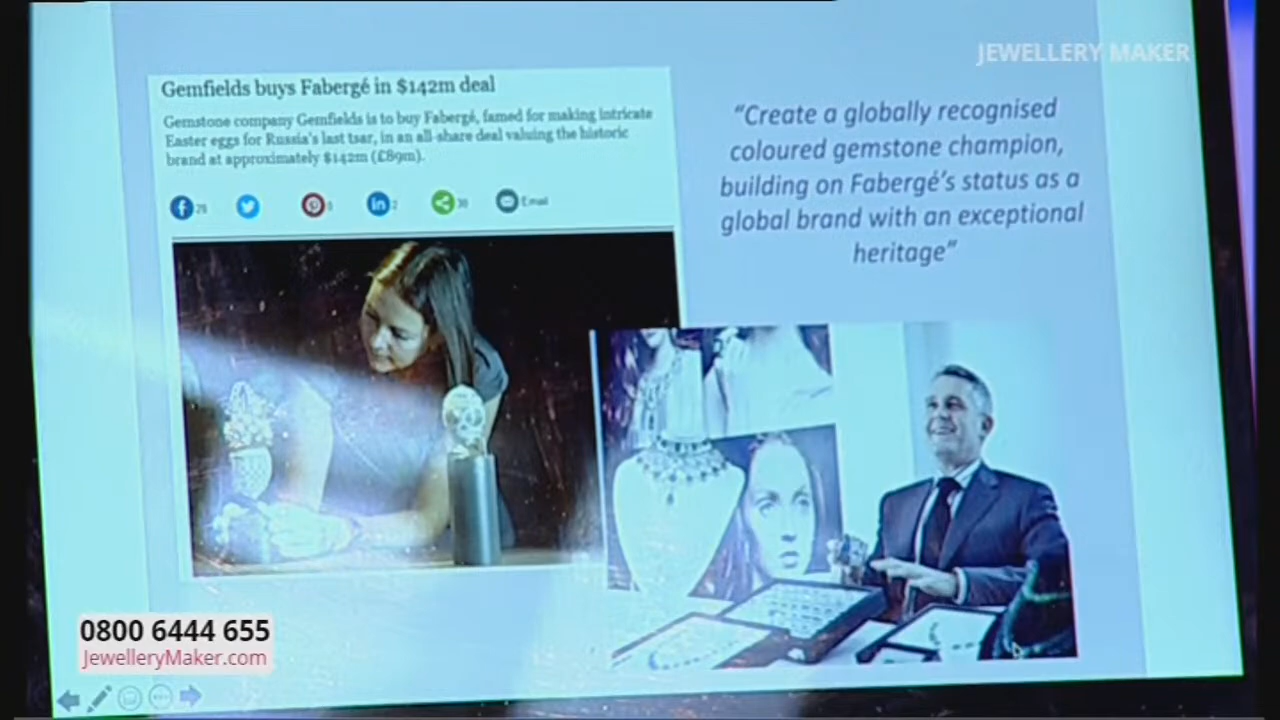 JEWELLERY MAKER
Gemfields buys Fabergé in $142m deal
Gemstone company Gemfields is to buy Fabergé, famed for making intricate
Easter eggs for Russia's last tsar, in an all-share deal valuing the historic
brand at approximately $142m (£89m).
Email
“Create a globally recognised
coloured gemstone champion,
building on Fabergé’s status as a
global brand with an exceptional
heritage”
0800 6444 655
JewelleryMaker.com